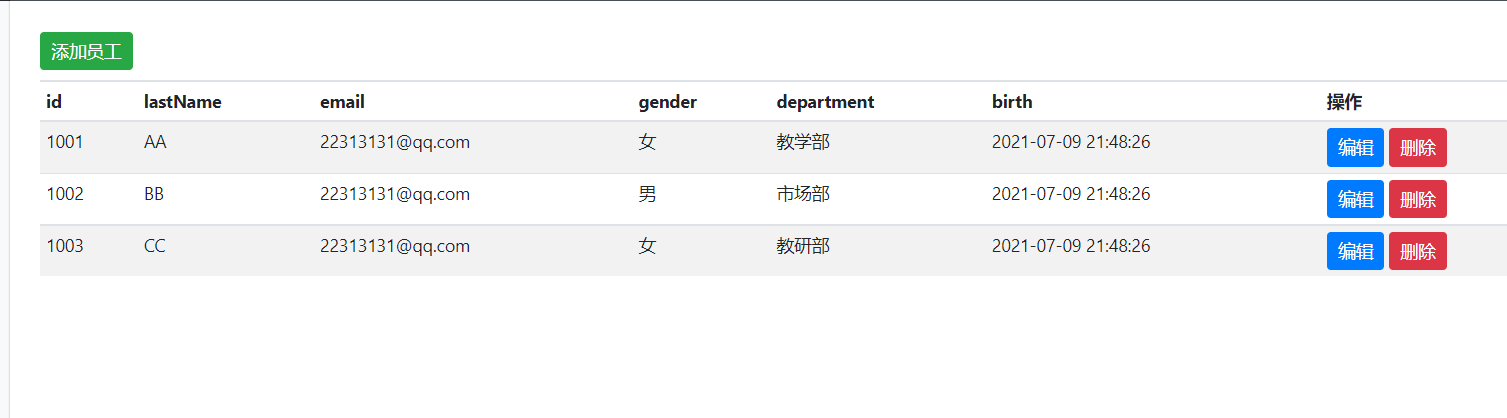 添加员工
id lastName email gender department birth 操作
1001 AA 22313131@qq.com 女 教学部 2021-07-09 21:48:26 编辑 删除
1002 BB 22313131@qq.com 男 市场部 2021-07-09 21:48:26 编辑 删除
1003 CC 22313131@qq.com 女 教研部 2021-07-09 21:48:26 编辑 删除